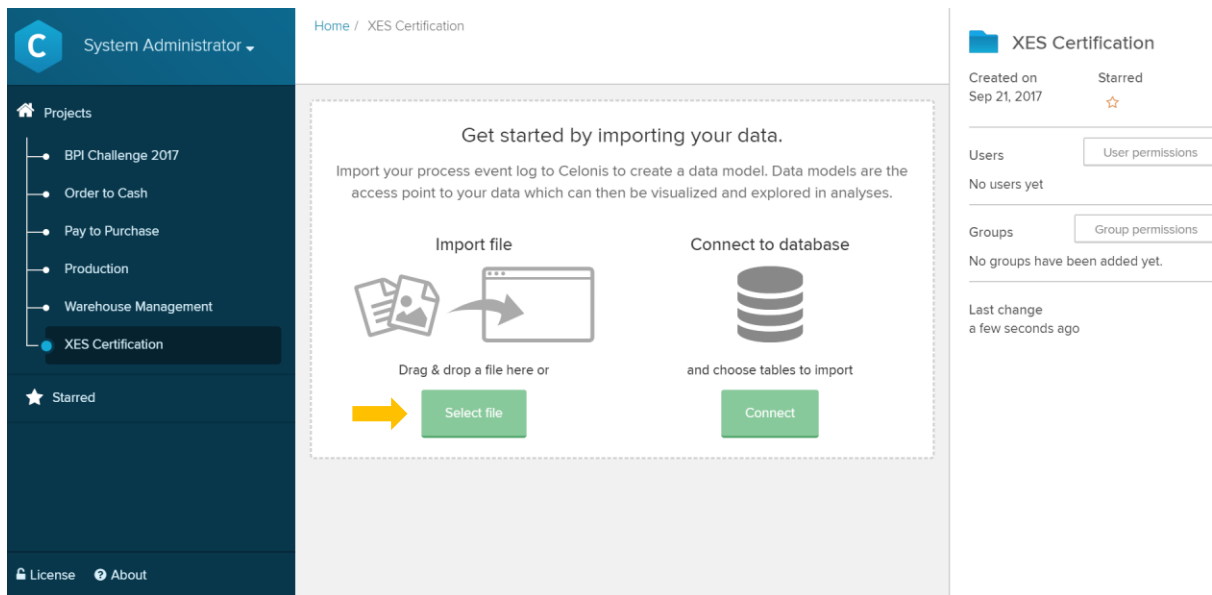 C System Administrator
Projects
BPI Challenge 2017
Order to Cash
Pay to Purchase
Production
Warehouse Management
XES Certification
Starred
License ? About
Home / XES Certification
Get started by importing your data.
Import your process event log to Celonis to create a data model. Data models are the
access point to your data which can then be visualized and explored in analyses.
Import file
Drag & drop a file here or
Select file
Connect to database
and choose tables to import
Connect
XES Certification
Created on Starred
Sep 21, 2017
Users User permissions
No users yet
Groups Group permissions
No groups have been added yet.
Last change
a few seconds ago